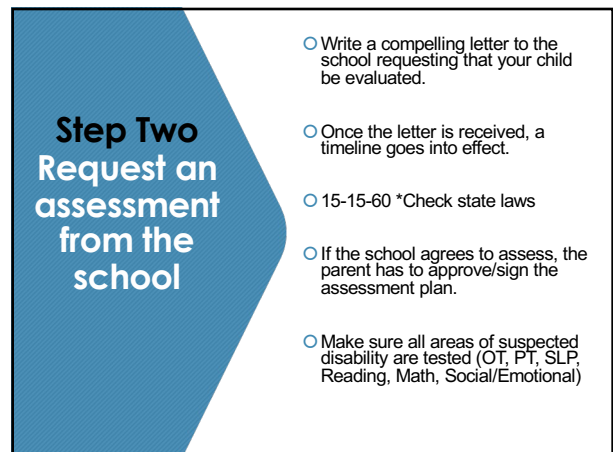 Step Two
Request an
assessment
from the
school
Write a compelling letter to the
school requesting that your child
be evaluated.
Once the letter is received, a
timeline goes into effect.
15-15-60 *Check state laws
If the school agrees to assess, the
parent has to approve/sign the
assessment plan.
Make sure all areas of suspected
disability are tested (OT, PT, SLP,
Reading, Math, Social/Emotional)